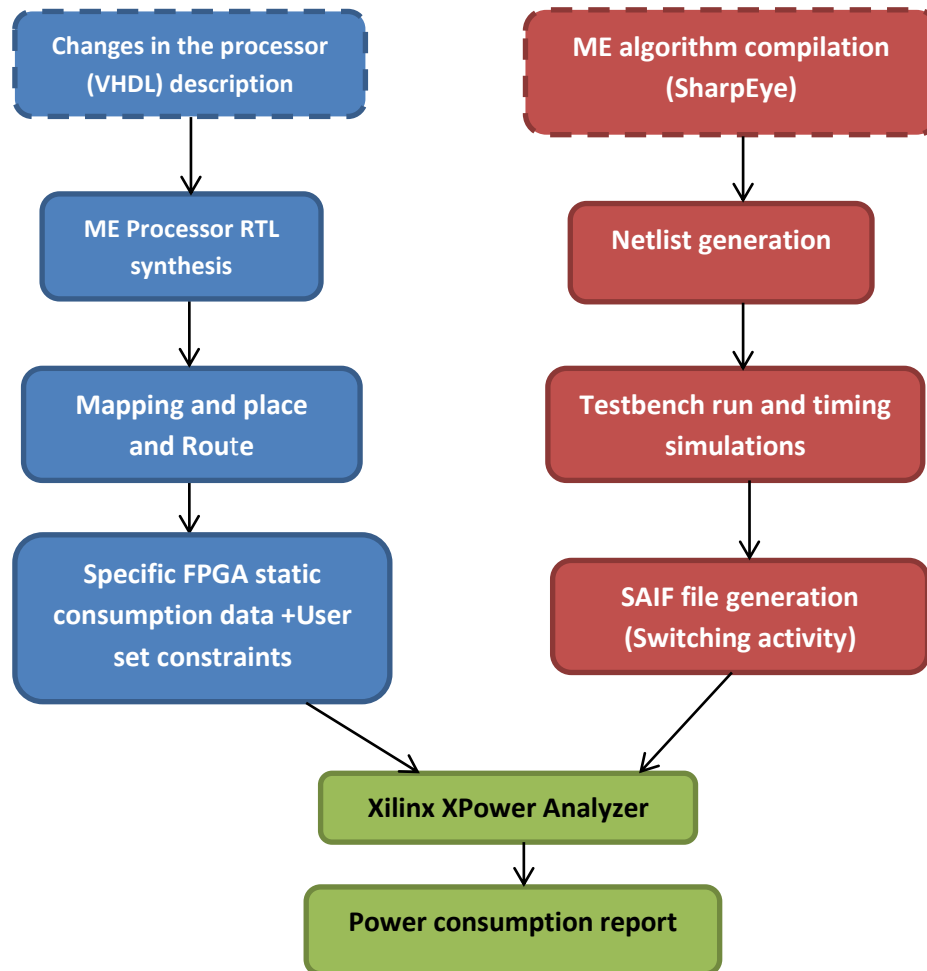 Changes in the processor
(VHDL) description
ME Processor RTL
synthesis
Mapping and place
and Route
Specific FPGA static
consumption data +User
set constraints
ME algorithm compilation
(SharpEye)
Netlist generation
Testbench run and timing
simulations
SAIF file generation
(Switching activity)
Xilinx XPower Analyzer
Power consumption report